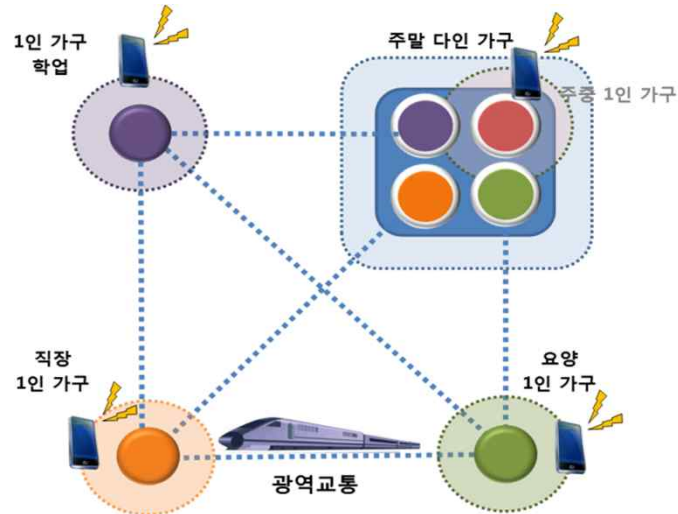 1인 가구
학업
주말 다인 가구
주중 1인 가구
직장
1인 가구
요양
1인 가구
광역교통